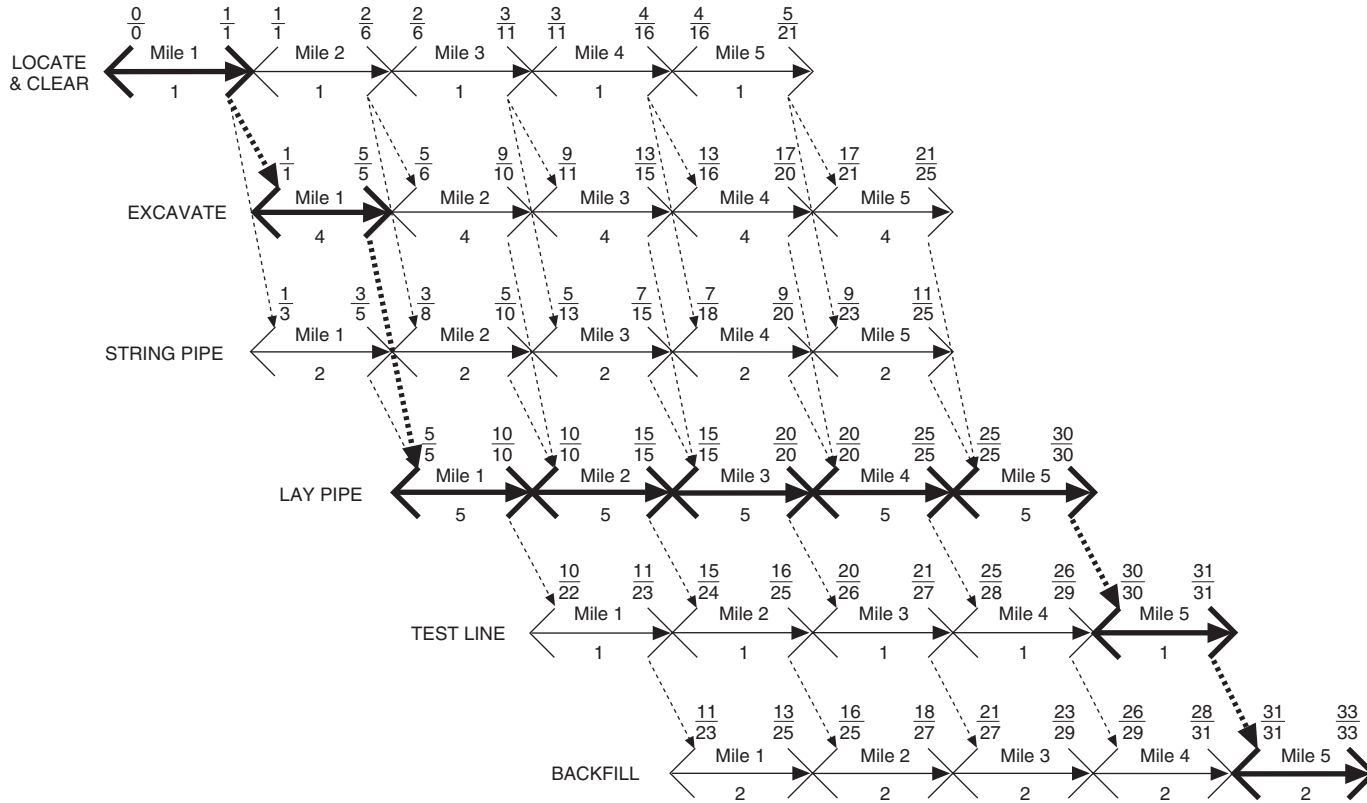 0/0 1/1 1/1 2/6 2/6 3/11 3/11 4/16 4/16 5/21
LOCATE
& CLEAR
Mile 1 Mile 2 Mile 3 Mile 4 Mile 5
1 1 1 1 1
1/1 5/5 5/6 9/10 9/11 13/15 13/16 17/20 17/21 21/25
EXCAVATE
Mile 1 Mile 2 Mile 3 Mile 4 Mile 5
4 4 4 4 4
1/3 3/5 3/8 5/10 5/13 7/15 7/18 9/20 9/23 11/25
STRING PIPE
Mile 1 Mile 2 Mile 3 Mile 4 Mile 5
2 2 2 2 2
5/5 10/10 10/10 15/15 15/15 20/20 20/20 25/25 25/25 30/30
LAY PIPE
Mile 1 Mile 2 Mile 3 Mile 4 Mile 5
5 5 5 5 5
10/22 11/23 15/24 16/25 20/26 21/27 25/28 26/29 30/30 31/31
TEST LINE
Mile 1 Mile 2 Mile 3 Mile 4 Mile 5
1 1 1 1 1
11/23 13/25 16/25 18/27 21/27 23/29 26/29 28/31 31/31 33/33
BACKFILL
Mile 1 Mile 2 Mile 3 Mile 4 Mile 5
2 2 2 2 2